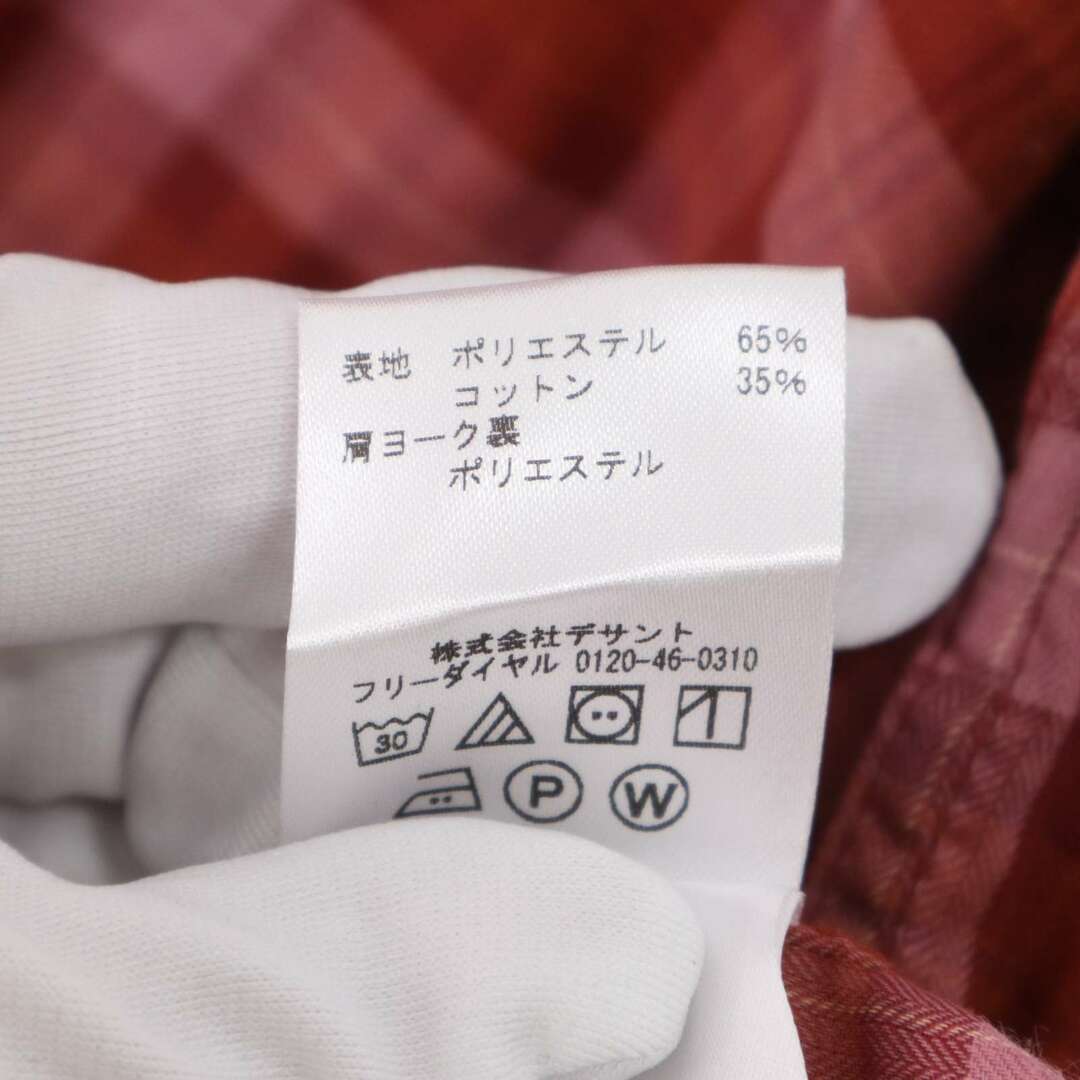 表地 ポリエステル 65%
コットン 35%
肩ヨーク裏
ポリエステル
株式会社デサント
フリーダイヤル 0120-46-0310
30
P W